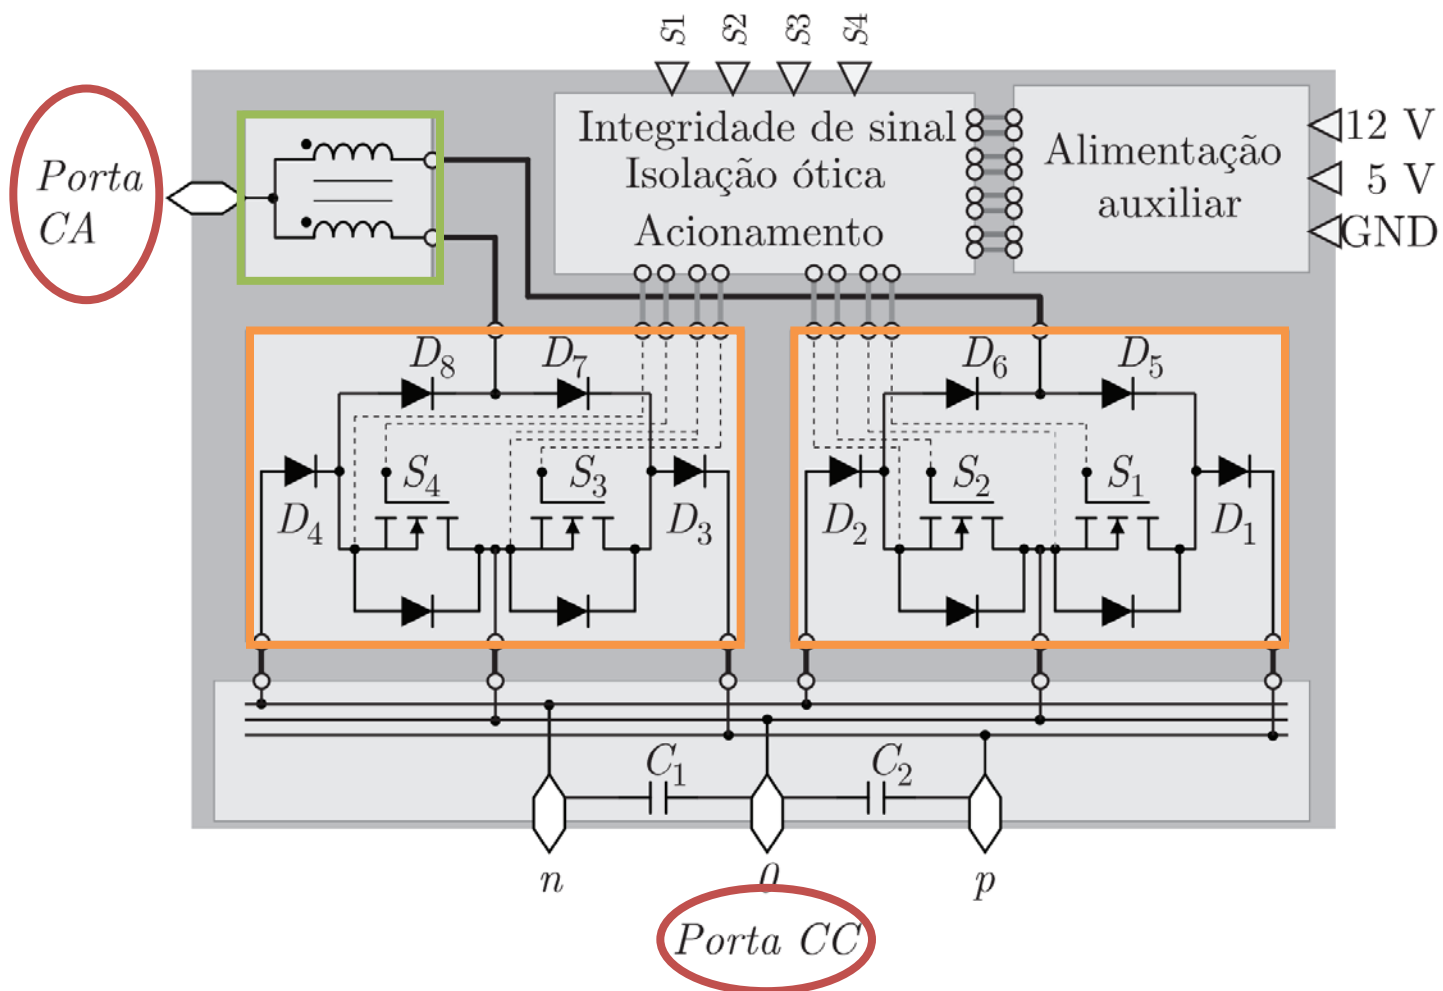 S1
S2
S3
S4
Porta
CA
Integridade de sinal
Isolação ótica
Acionamento
Alimentação
auxiliar
12 V
5 V
GND
D8
D7
D6
D5
S4
S3
S2
S1
D4
D3
D2
D1
C1
C2
n
0
p
Porta CC